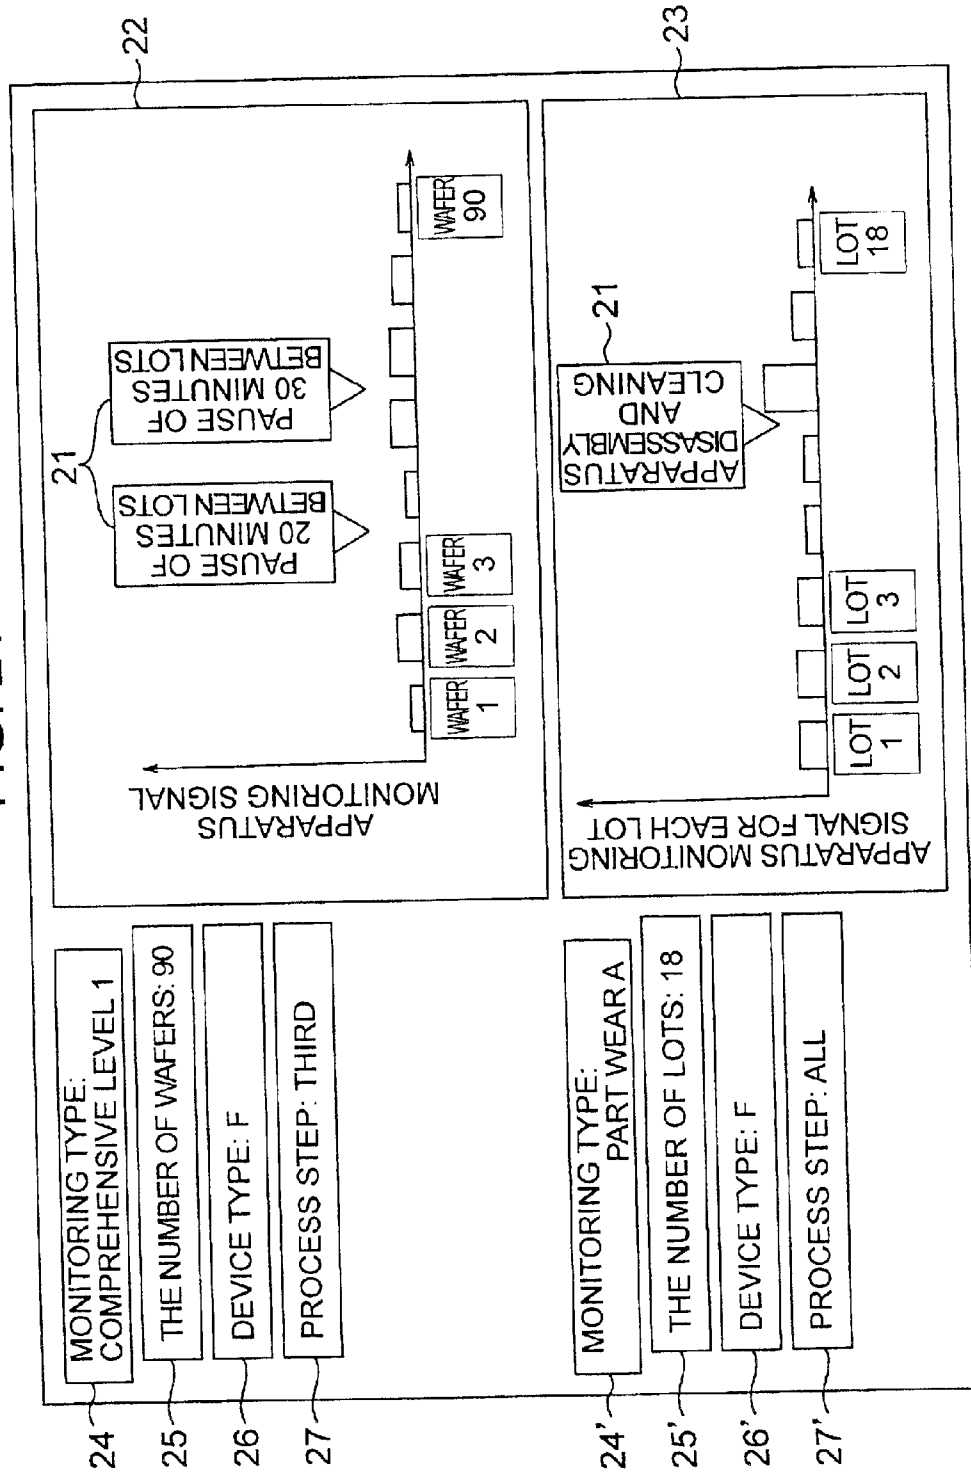 22
21
PAUSE OF
20 MINUTES
BETWEEN LOTS
PAUSE OF
30 MINUTES
BETWEEN LOTS
APPARATUS
MONITORING SIGNAL
WAFER
1
WAFER
2
WAFER
3
WAFER
90
24
MONITORING TYPE:
COMPREHENSIVE LEVEL 1
25
THE NUMBER OF WAFERS: 90
26
DEVICE TYPE: F
27
PROCESS STEP: THIRD
23
21
APPARATUS
DISASSEMBLY
AND
CLEANING
APPARATUS MONITORING
SIGNAL FOR EACH LOT
LOT
1
LOT
2
LOT
3
LOT
18
24'
MONITORING TYPE:
PART WEAR A
25'
THE NUMBER OF LOTS: 18
26'
DEVICE TYPE: F
27'
PROCESS STEP: ALL